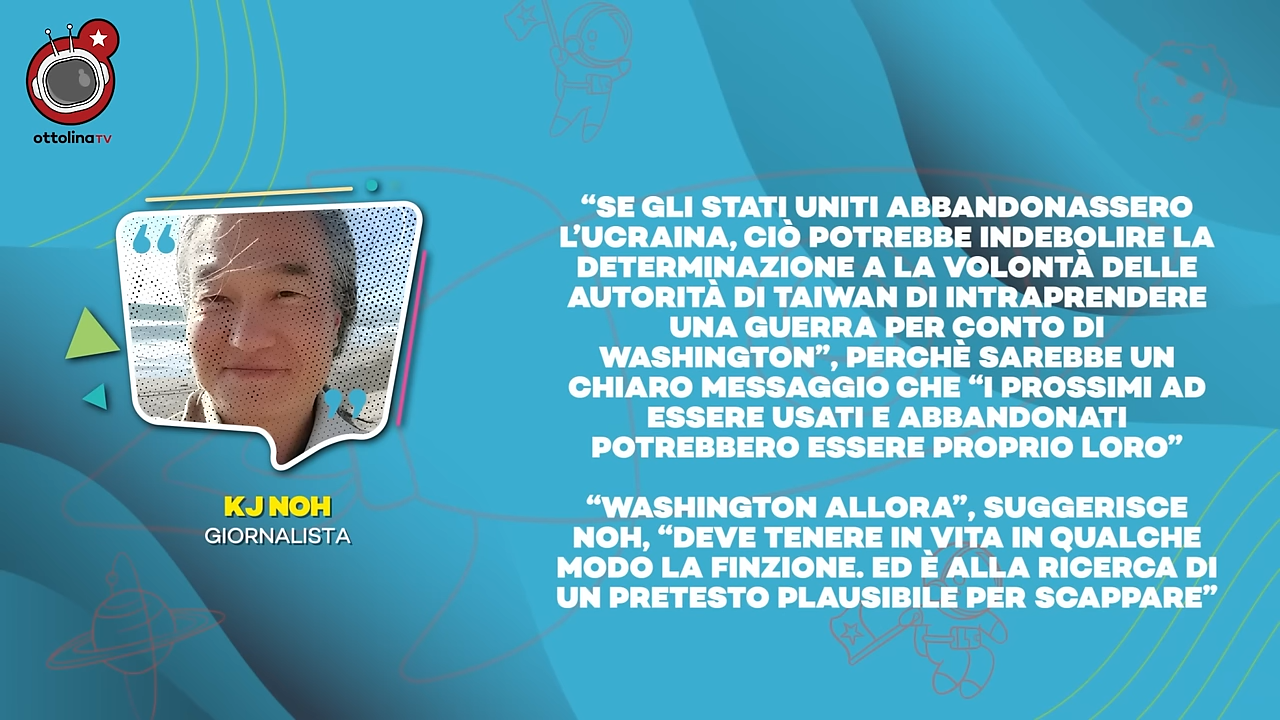 ottolinaTV
KJ NOH
GIORNALISTA
“SE GLI STATI UNITI ABBANDONASSERO
L’UCRAINA, CIÒ POTREBBE INDEBOLIRE LA
DETERMINAZIONE A LA VOLONTÀ DELLE
AUTORITÀ DI TAIWAN DI INTRAPRENDERE
UNA GUERRA PER CONTO DI
WASHINGTON”, PERCHÈ SAREBBE UN
CHIARO MESSAGGIO CHE “I PROSSIMI AD
ESSERE USATI E ABBANDONATI
POTREBBERO ESSERE PROPRIO LORO”
“WASHINGTON ALLORA”, SUGGERISCE
NOH, “DEVE TENERE IN VITA IN QUALCHE
MODO LA FINZIONE. ED È ALLA RICERCA DI
UN PRETESTO PLAUSIBILE PER SCAPPARE”